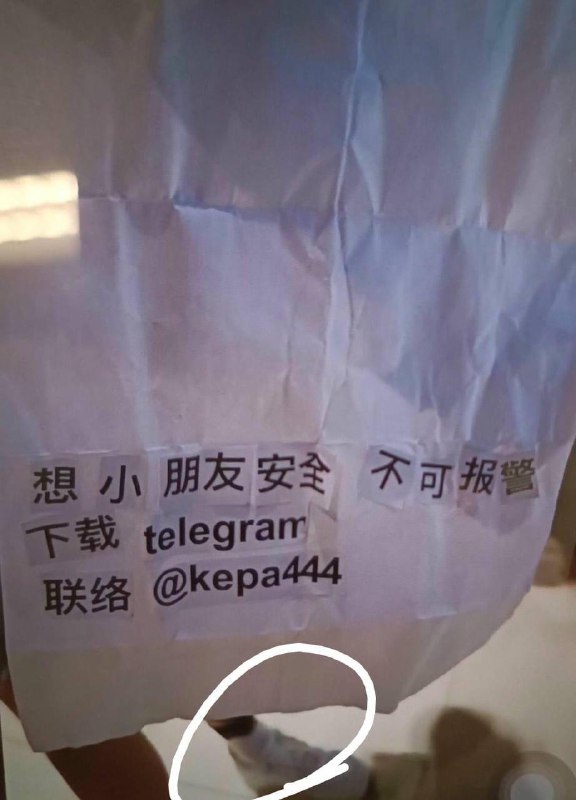 想小朋友安全 不可报警
下载 telegram
联络 @kepa444